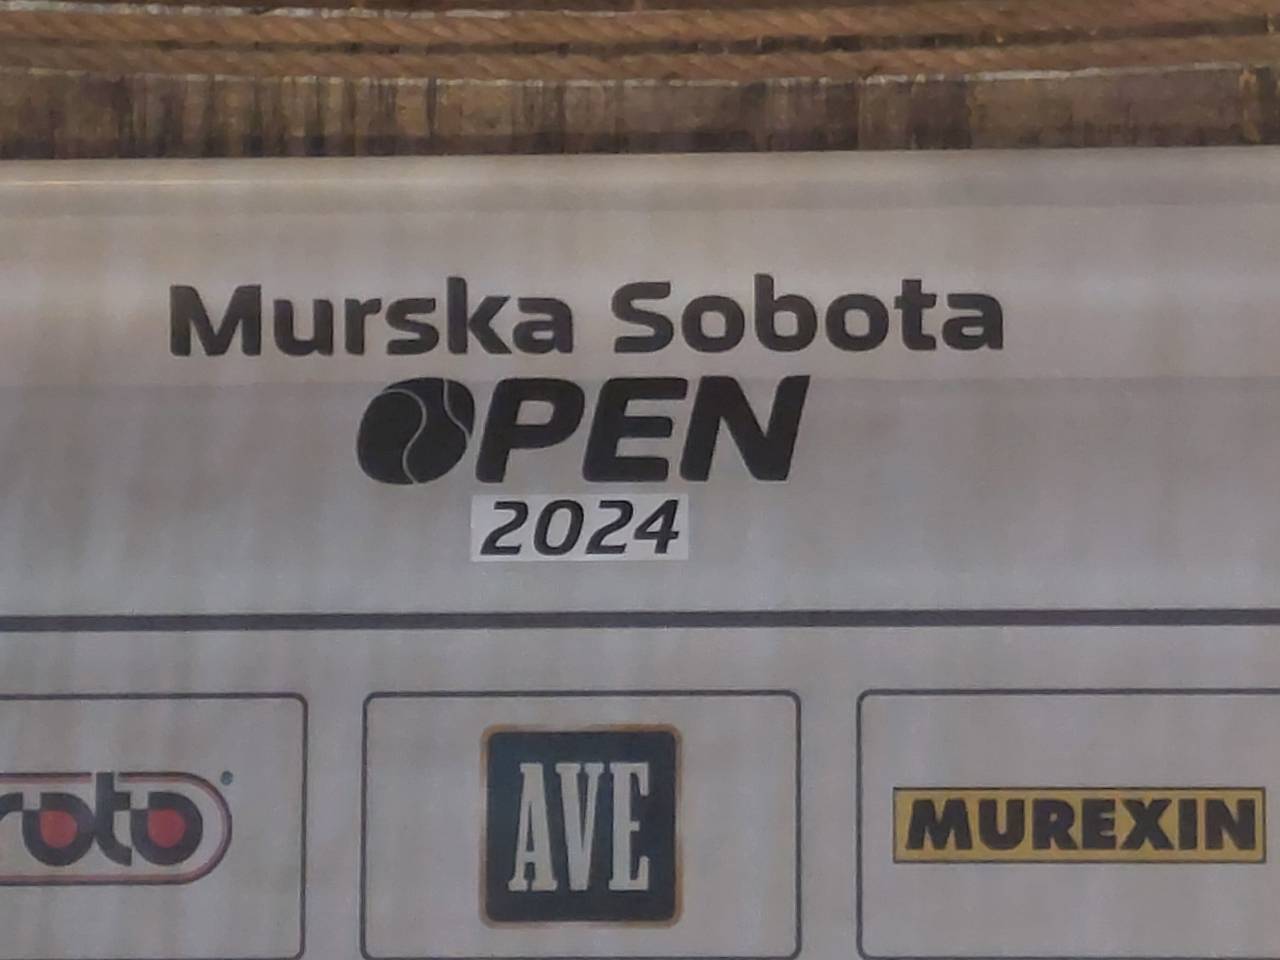 Murska Sobota
OPEN
2024
roto®
AVE
MUREXIN